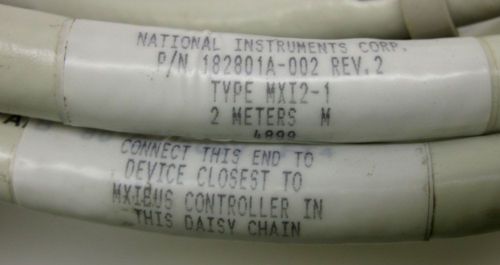 NATIONAL INSTRUMENTS CORP.
P/N 182801A-002 REV.2
TYPE MXI2-1
2 METERS M
4899
CONNECT THIS END TO
DEVICE CLOSEST TO
MXIBUS CONTROLLER IN
THIS DAISY CHAIN